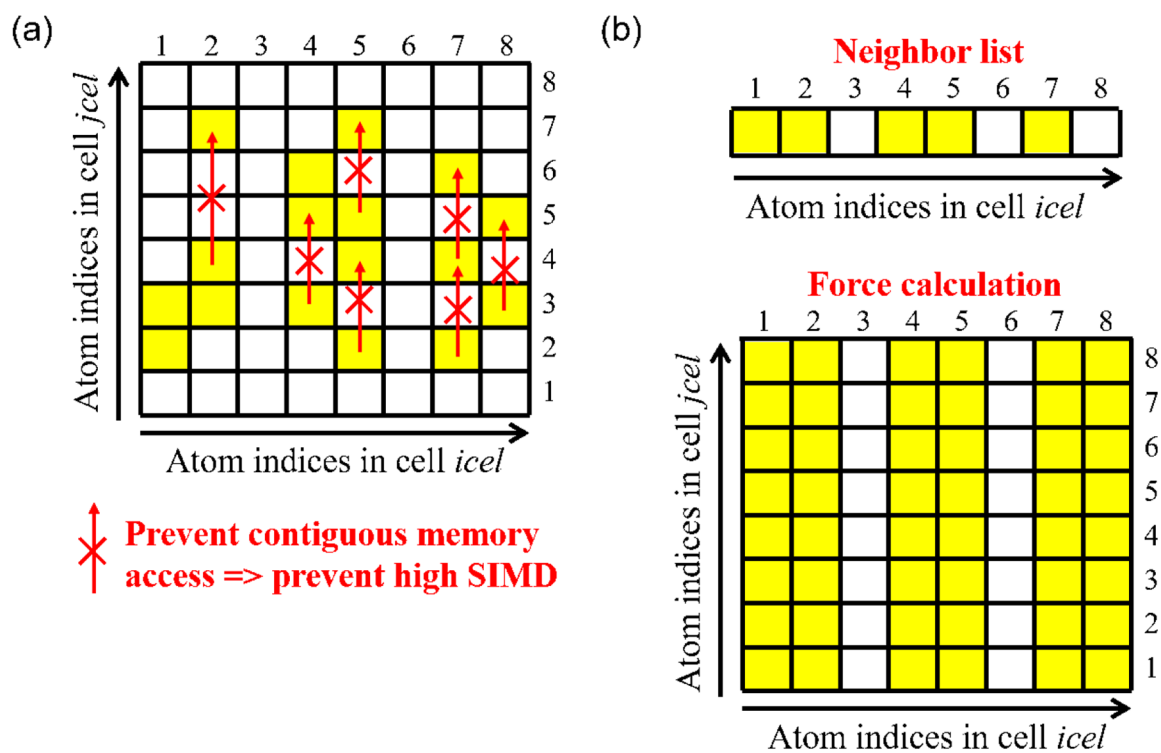 (a)
1 2 3 4 5 6 7 8
8
7
6
5
4
3
2
1
Atom indices in cell jcel
Atom indices in cell icel
Prevent contiguous memory
access => prevent high SIMD
(b)
Neighbor list
1 2 3 4 5 6 7 8
Atom indices in cell icel
Force calculation
1 2 3 4 5 6 7 8
8
7
6
5
4
3
2
1
Atom indices in cell jcel
Atom indices in cell icel